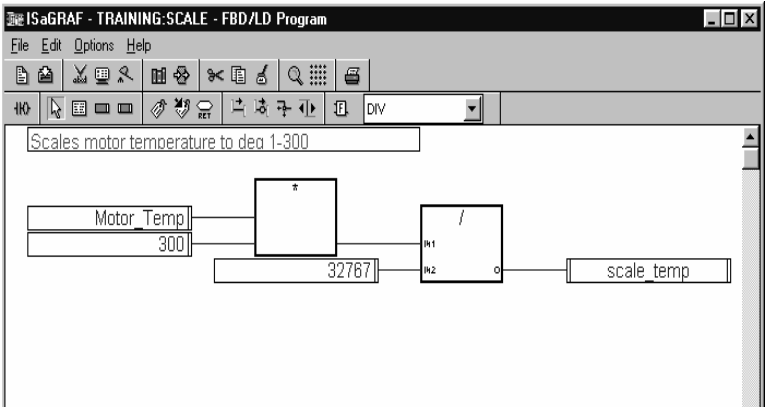 ISaGRAF - TRAINING:SCALE - FBD/LD Program
File Edit Options Help
RET
DIV
Scales motor temperature to deg 1-300
*
Motor_Temp
/
300
IN1
32767
IN2
O
scale_temp